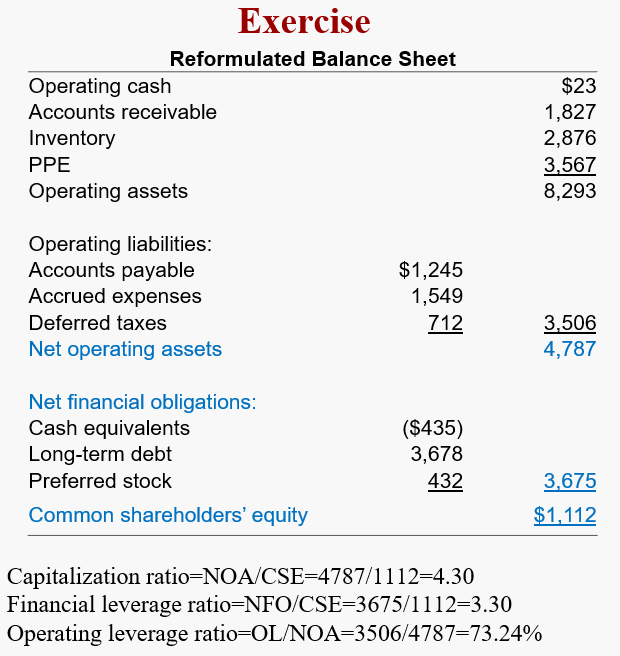 Exercise
Reformulated Balance Sheet
Operating cash $23
Accounts receivable 1,827
Inventory 2,876
PPE 3,567
Operating assets 8,293
Operating liabilities:
Accounts payable $1,245
Accrued expenses 1,549
Deferred taxes 712 3,506
Net operating assets 4,787
Net financial obligations:
Cash equivalents ($435)
Long-term debt 3,678
Preferred stock 432 3,675
Common shareholders’ equity $1,112
Capitalization ratio=NOA/CSE=4787/1112=4.30
Financial leverage ratio=NFO/CSE=3675/1112=3.30
Operating leverage ratio=OL/NOA=3506/4787=73.24%